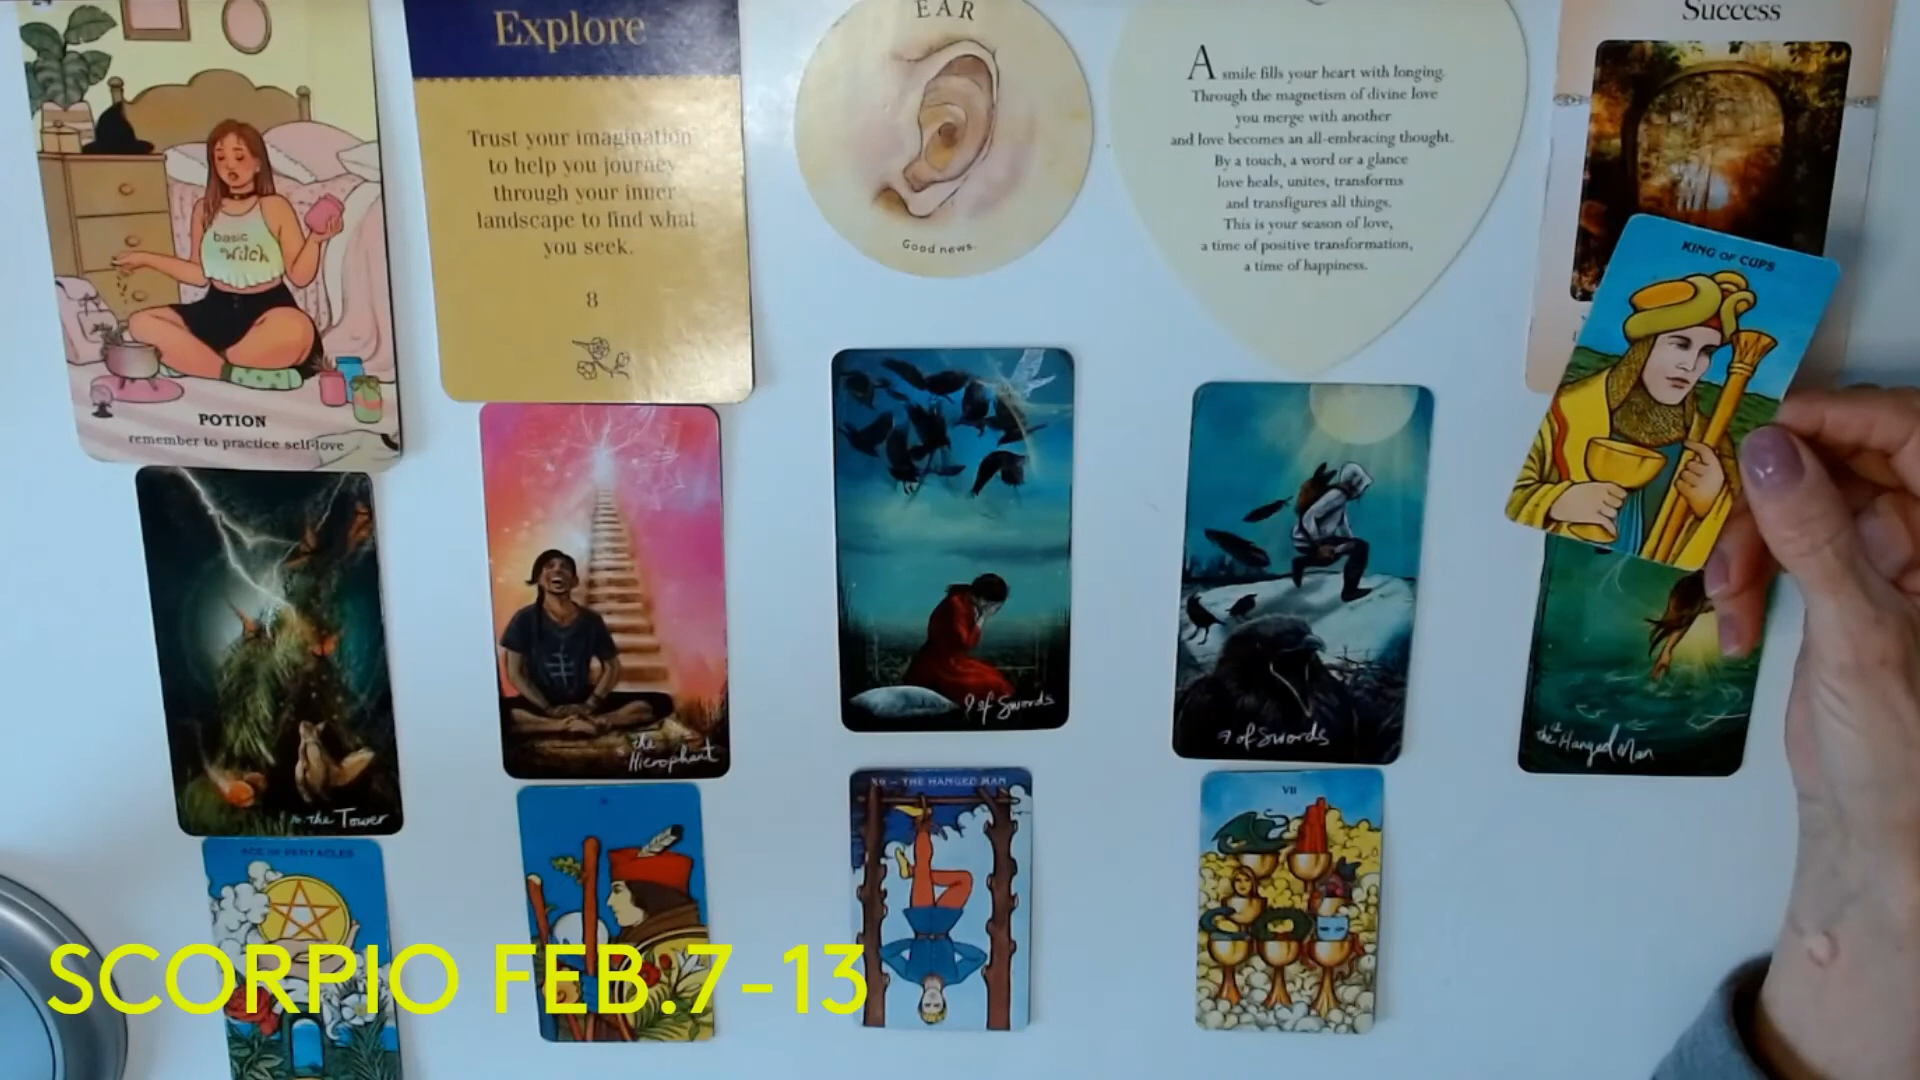 Explore
Trust your imagination
to help you journey
through your inner
landscape to find what
you seek.
8
EAR
Good news.
A smile fills your heart with longing.
Through the magnetism of divine love
you merge with another
and love becomes an all-embracing thought.
By a touch, a word or a glance
love heals, unites, transforms
and transfigures all things.
This is your season of love,
a time of positive transformation,
a time of happiness.
Success
basic
witch
POTION
remember to practice self-love
KING OF CUPS
16. the Tower
the
Hierophant
9 of Swords
7 of Swords
the Hanged Man
ACE OF PENTACLES
THE HANGED MAN
VII
SCORPIO FEB.7-13